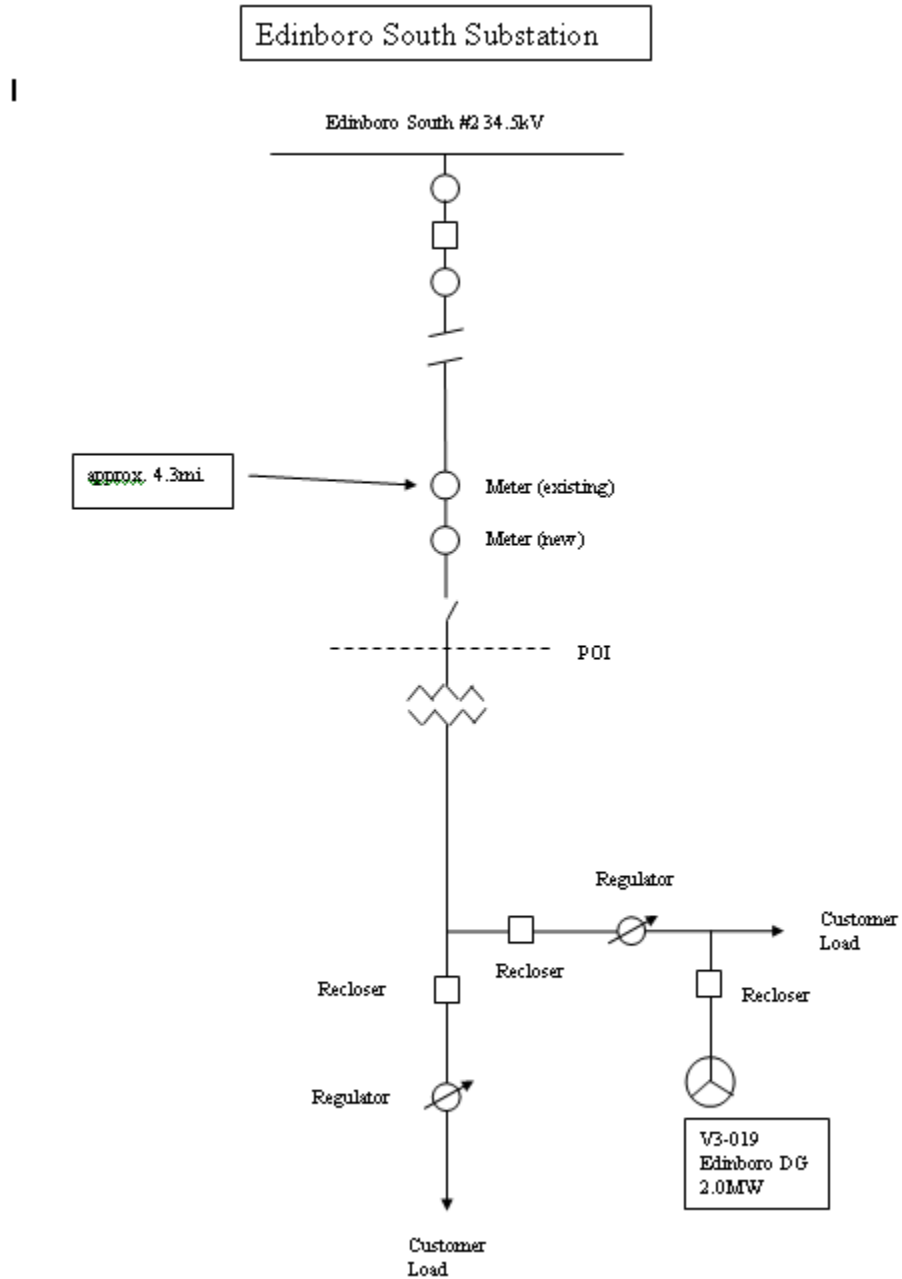 Edinboro South Substation
Edinboro South #2 34.5kV
approx. 4.3mi
Meter (existing)
Meter (new)
POI
Regulator
Customer
Load
Recloser
Recloser
Recloser
Regulator
V3-019
Edinboro DG
2.0MW
Customer
Load